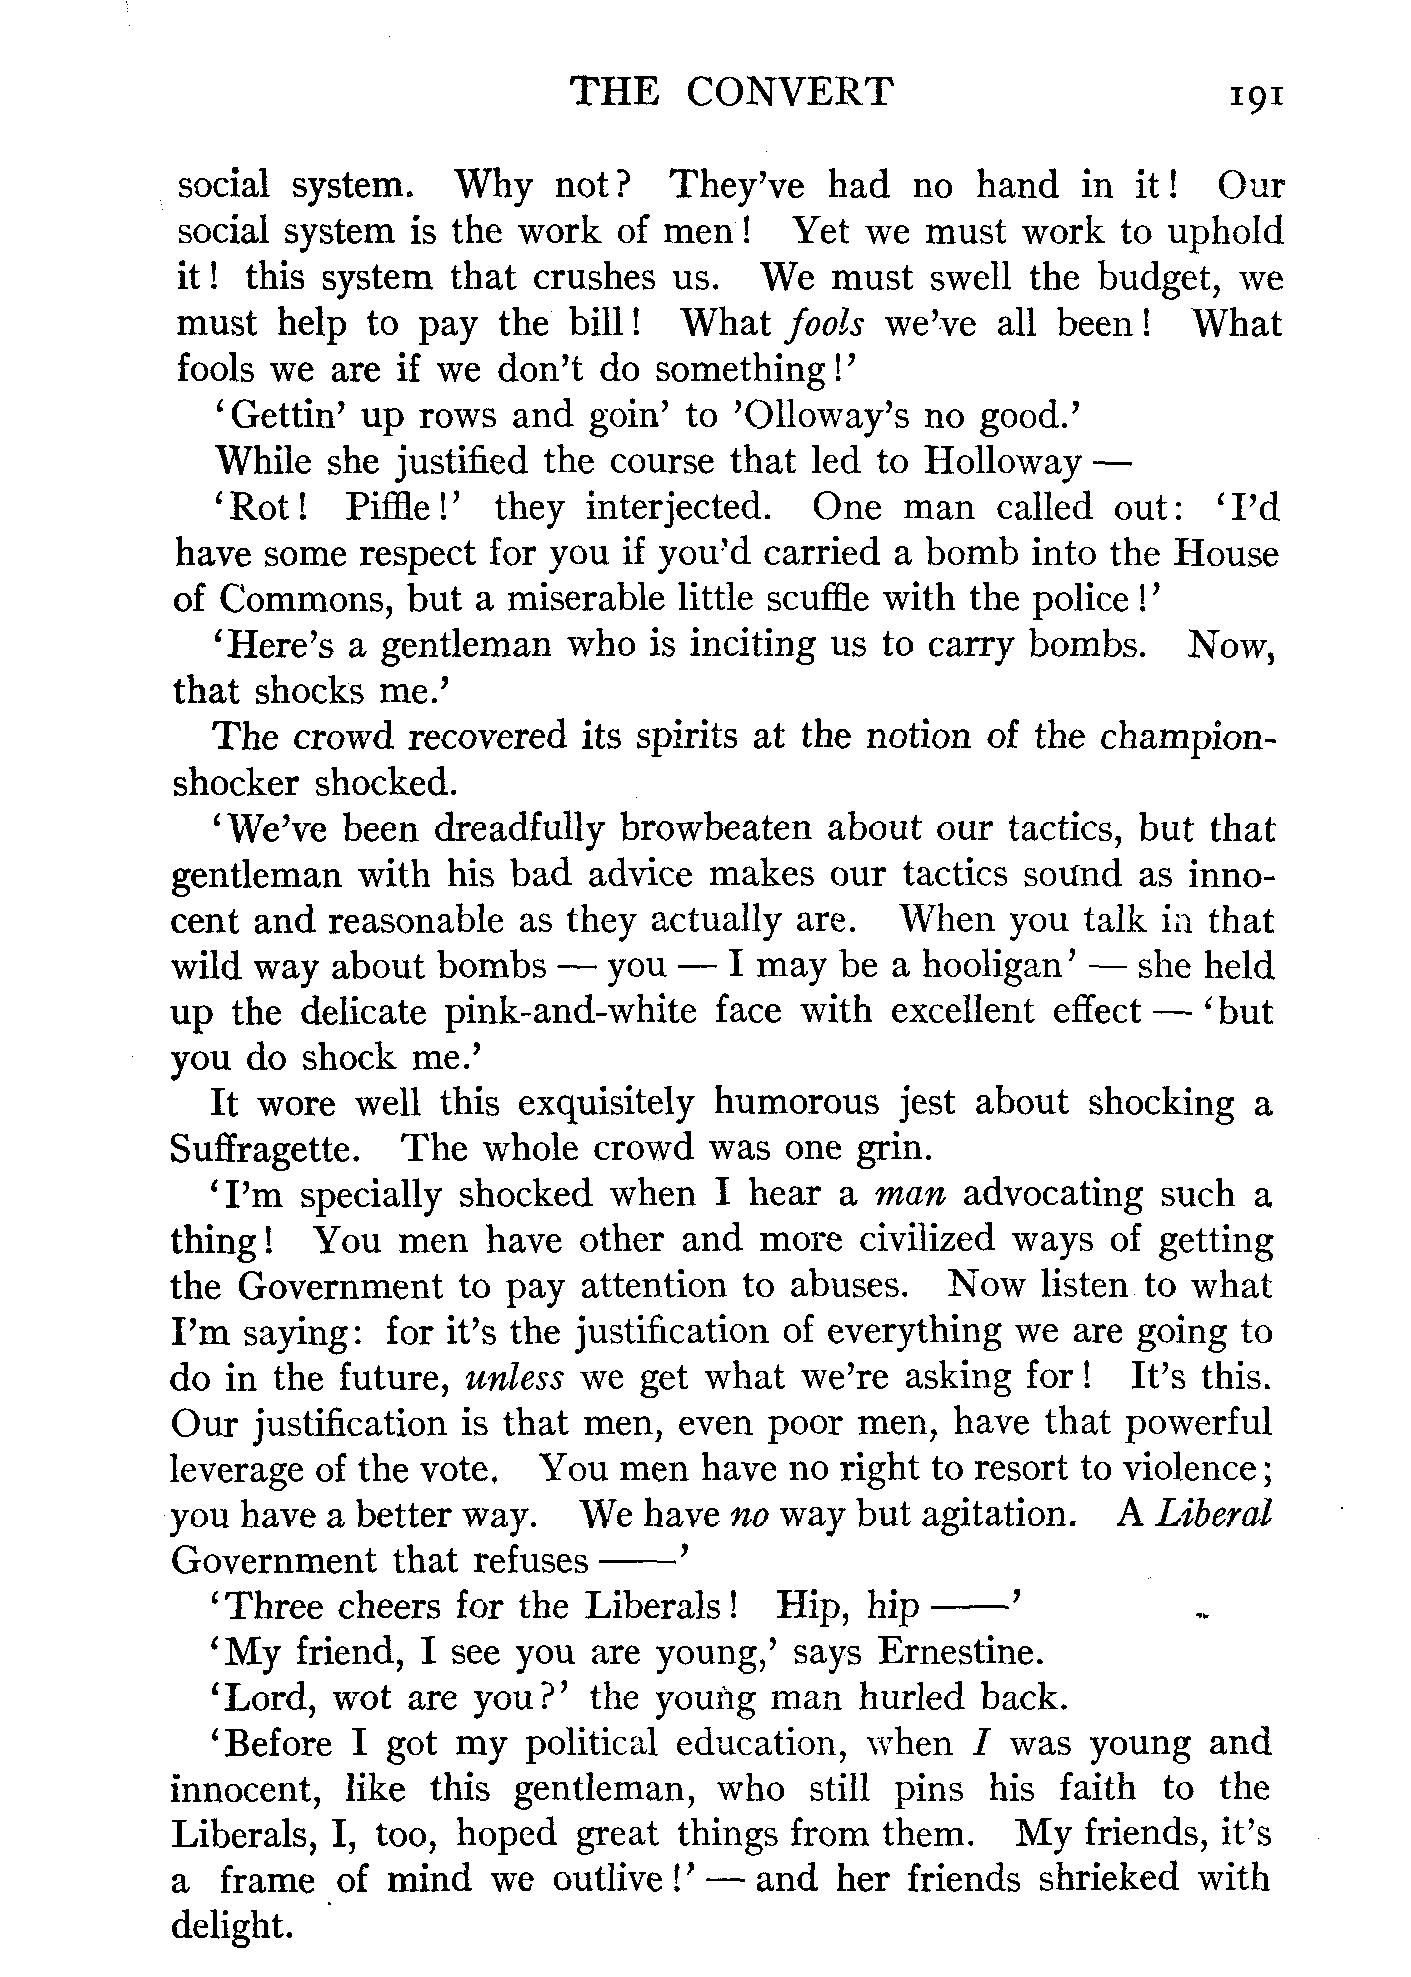 THE CONVERT 191
social system. Why not? They've had no hand in it! Our
social system is the work of men! Yet we must work to uphold
it! this system that crushes us. We must swell the budget, we
must help to pay the bill! What fools we've all been! What
fools we are if we don't do something!'
'Gettin' up rows and goin' to 'Olloway's no good.'
While she justified the course that led to Holloway —
'Rot! Piffle!' they interjected. One man called out: 'I'd
have some respect for you if you'd carried a bomb into the House
of Commons, but a miserable little scuffle with the police!'
'Here's a gentleman who is inciting us to carry bombs. Now,
that shocks me.'
The crowd recovered its spirits at the notion of the champion-
shocker shocked.
'We've been dreadfully browbeaten about our tactics, but that
gentleman with his bad advice makes our tactics sound as inno-
cent and reasonable as they actually are. When you talk in that
wild way about bombs — you — I may be a hooligan' — she held
up the delicate pink-and-white face with excellent effect — 'but
you do shock me.'
It wore well this exquisitely humorous jest about shocking a
Suffragette. The whole crowd was one grin.
'I'm specially shocked when I hear a man advocating such a
thing! You men have other and more civilized ways of getting
the Government to pay attention to abuses. Now listen to what
I'm saying: for it's the justification of everything we are going to
do in the future, unless we get what we're asking for! It's this.
Our justification is that men, even poor men, have that powerful
leverage of the vote. You men have no right to resort to violence;
you have a better way. We have no way but agitation. A Liberal
Government that refuses ——'
'Three cheers for the Liberals! Hip, hip ——'
'My friend, I see you are young,' says Ernestine.
'Lord, wot are you?' the young man hurled back.
'Before I got my political education, when I was young and
innocent, like this gentleman, who still pins his faith to the
Liberals, I, too, hoped great things from them. My friends, it's
a frame of mind we outlive!' — and her friends shrieked with
delight.